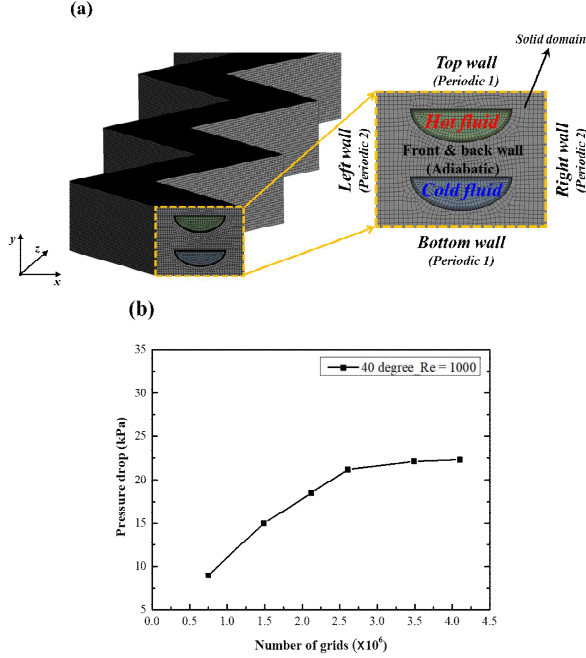 (a)
Solid domain
Top wall
(Periodic 1)
Hot fluid
Left wall
(Periodic 2)
Front & back wall
(Adiabatic)
Right wall
(Periodic 2)
Cold fluid
Bottom wall
(Periodic 1)
y
z
x
(b)
35
40 degree_Re = 1000
30
25
20
15
10
5
Pressure drop (kPa)
0.0 0.5 1.0 1.5 2.0 2.5 3.0 3.5 4.0 4.5
Number of grids (X10⁶)